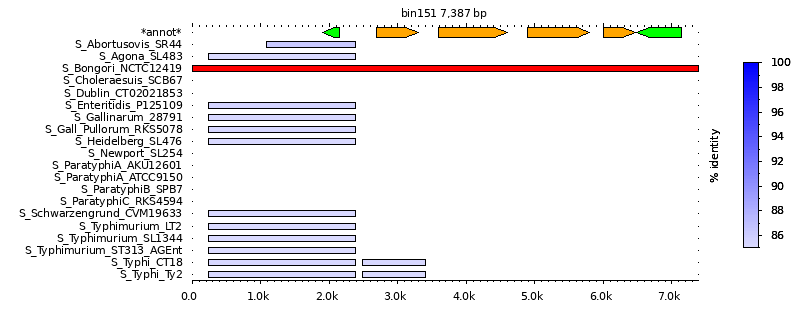 bin151 7,387 bp
*annot*
S_Abortusovis_SR44
S_Agona_SL483
S_Bongori_NCTC12419
S_Choleraesuis_SCB67
S_Dublin_CT02021853
S_Enteritidis_P125109
S_Gallinarum_28791
S_Gall_Pullorum_RKS5078
S_Heidelberg_SL476
S_Newport_SL254
S_ParatyphiA_AKU12601
S_ParatyphiA_ATCC9150
S_ParatyphiB_SPB7
S_ParatyphiC_RKS4594
S_Schwarzengrund_CVM19633
S_Typhimurium_LT2
S_Typhimurium_SL1344
S_Typhimurium_ST313_AGEnt
S_Typhi_CT18
S_Typhi_Ty2
0.0 1.0k 2.0k 3.0k 4.0k 5.0k 6.0k 7.0k
% identity
100
98
96
94
92
90
88
86